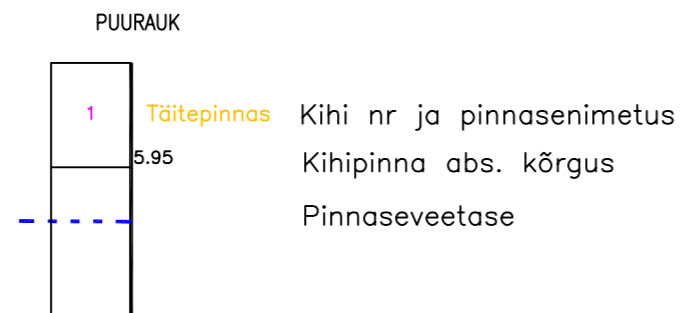 PUURAUK
1 Täitepinnas Kihi nr ja pinnasenimetus
5.95 Kihipinna abs. kõrgus
Pinnaseveetase